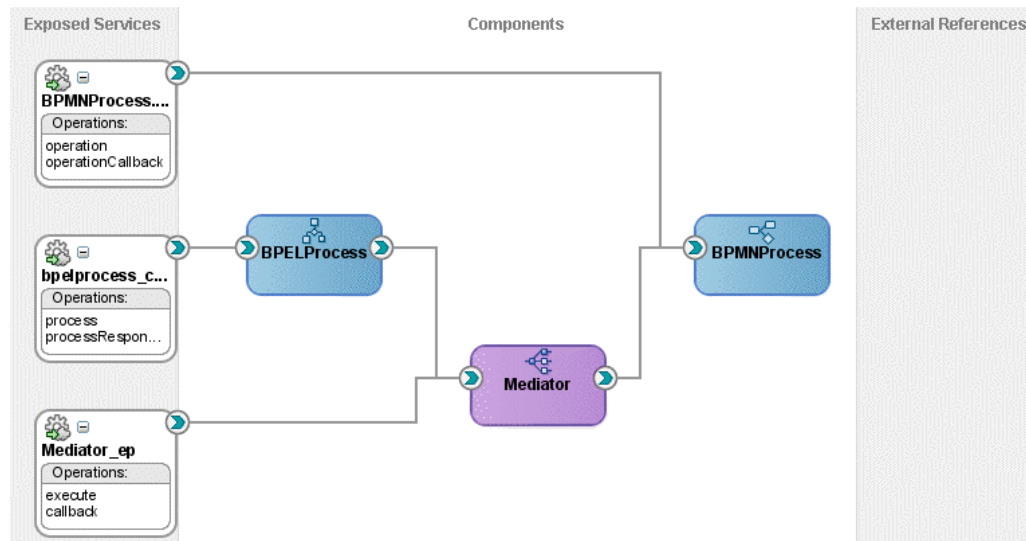 Exposed Services
Components
External References
BPMNProcess....
Operations:
operation
operationCallback
bpelprocess_c...
Operations:
process
processRespon...
BPELProcess
BPMNProcess
Mediator
Mediator_ep
Operations:
execute
callback